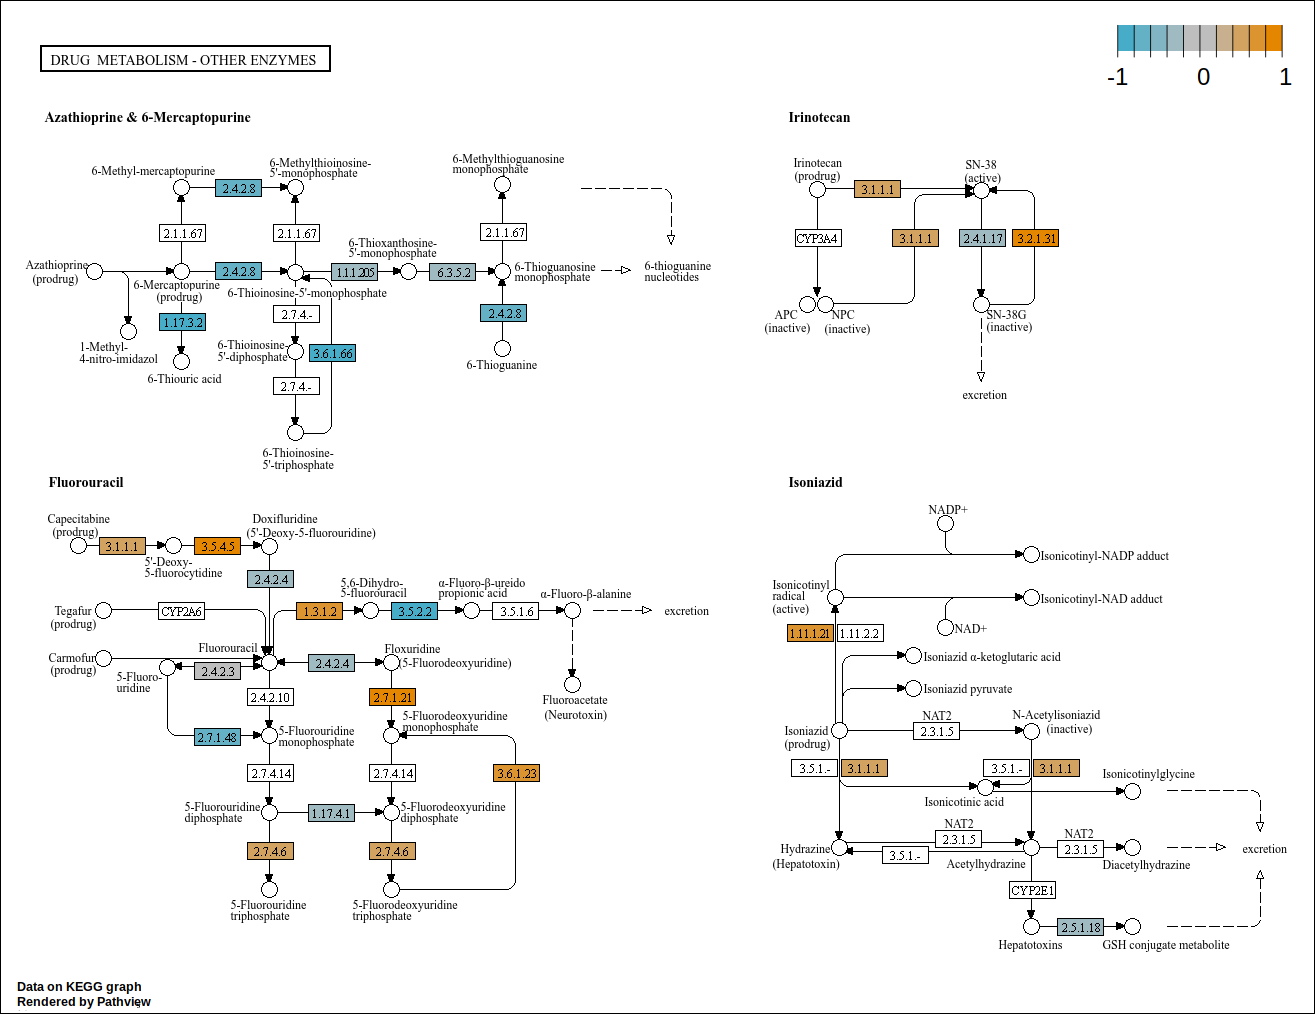 DRUG METABOLISM - OTHER ENZYMES
-1
0
1
Azathioprine & 6-Mercaptopurine
6-Methyl-mercaptopurine
2.4.2.8
6-Methylthioinosine-
5'-monophosphate
6-Methylthioguanosine
monophosphate
2.1.1.67
2.1.1.67
2.1.1.67
6-Thioxanthosine-
5'-monophosphate
Azathioprine
(prodrug)
2.4.2.8
1.1.1.205
6.3.5.2
6-Thioguanosine
monophosphate
6-thioguanine
nucleotides
6-Mercaptopurine
(prodrug)
6-Thioinosine-5'-monophosphate
1.17.3.2
2.7.4.-
2.4.2.8
1-Methyl-
4-nitro-imidazol
6-Thioinosine-
5'-diphosphate
3.6.1.66
6-Thioguanine
6-Thiouric acid
2.7.4.-
6-Thioinosine-
5'-triphosphate
Irinotecan
Irinotecan
(prodrug)
3.1.1.1
SN-38
(active)
CYP3A4
3.1.1.1
2.4.1.17
3.2.1.31
APC
(inactive)
NPC
(inactive)
SN-38G
(inactive)
excretion
Fluorouracil
Capecitabine
(prodrug)
3.1.1.1
5'-Deoxy-
5-fluorocytidine
3.5.4.5
Doxifluridine
(5'-Deoxy-5-fluorouridine)
2.4.2.4
Tegafur
(prodrug)
CYP2A6
1.3.1.2
5,6-Dihydro-
5-fluorouracil
3.5.2.2
α-Fluoro-β-ureido
propionic acid
3.5.1.6
α-Fluoro-β-alanine
excretion
Carmofur
(prodrug)
Fluorouracil
5-Fluoro-
uridine
2.4.2.3
2.4.2.4
Floxuridine
(5-Fluorodeoxyuridine)
Fluoroacetate
(Neurotoxin)
2.4.2.10
2.7.1.21
2.7.1.48
5-Fluorouridine
monophosphate
5-Fluorodeoxyuridine
monophosphate
2.7.4.14
2.7.4.14
3.6.1.23
5-Fluorouridine
diphosphate
1.17.4.1
5-Fluorodeoxyuridine
diphosphate
2.7.4.6
2.7.4.6
5-Fluorouridine
triphosphate
5-Fluorodeoxyuridine
triphosphate
Isoniazid
NADP+
Isonicotinyl-NADP adduct
Isonicotinyl
radical
(active)
Isonicotinyl-NAD adduct
NAD+
1.11.1.21
1.11.2.2
Isoniazid α-ketoglutaric acid
Isoniazid pyruvate
Isoniazid
(prodrug)
NAT2
2.3.1.5
N-Acetylisoniazid
(inactive)
3.5.1.-
3.1.1.1
3.5.1.-
3.1.1.1
Isonicotinylglycine
Isonicotinic acid
Hydrazine
(Hepatotoxin)
NAT2
2.3.1.5
3.5.1.-
Acetylhydrazine
NAT2
2.3.1.5
Diacetylhydrazine
excretion
CYP2E1
Hepatotoxins
2.5.1.18
GSH conjugate metabolite
Data on KEGG graph
Rendered by Pathview